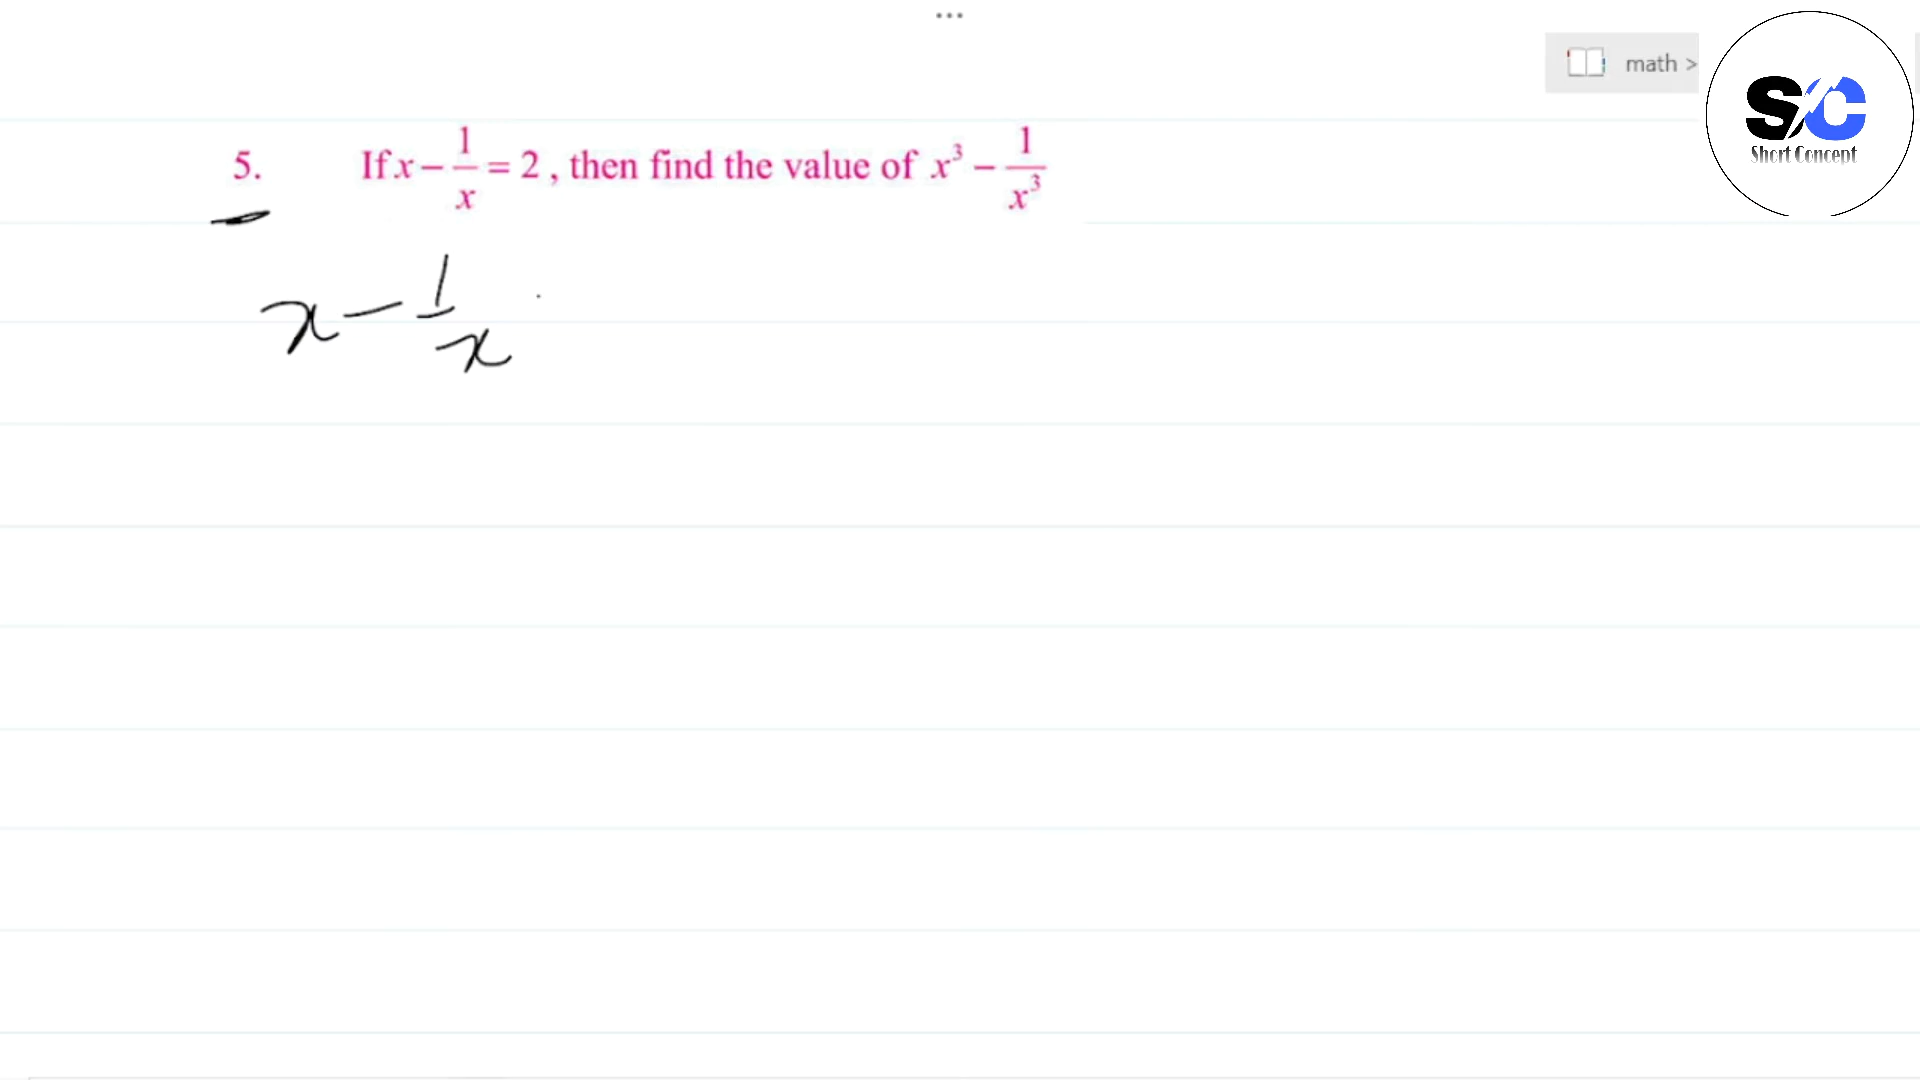 ...
math >
S/C
Short Concept
5. If x − 1/x = 2 , then find the value of x³ − 1/x³
x − 1/x